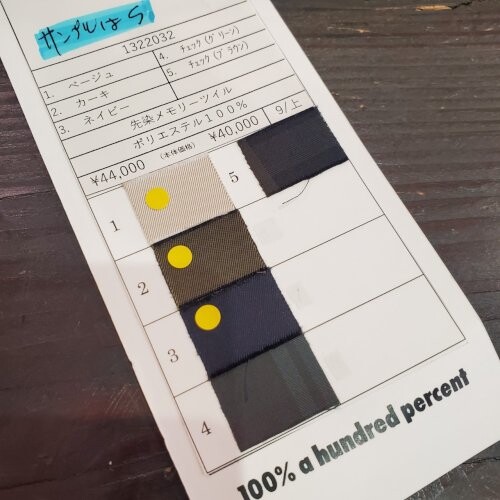 サンプルは5
1322032
1. ベージュ
4. チェック(グリーン)
2. カーキ
5. チェック(ブラウン)
3. ネイビー
先染メモリーツイル
ポリエステル100%
9/上
¥44,000 (本体価格) ¥40,000
1
5
2
3
4
100% a hundred percent